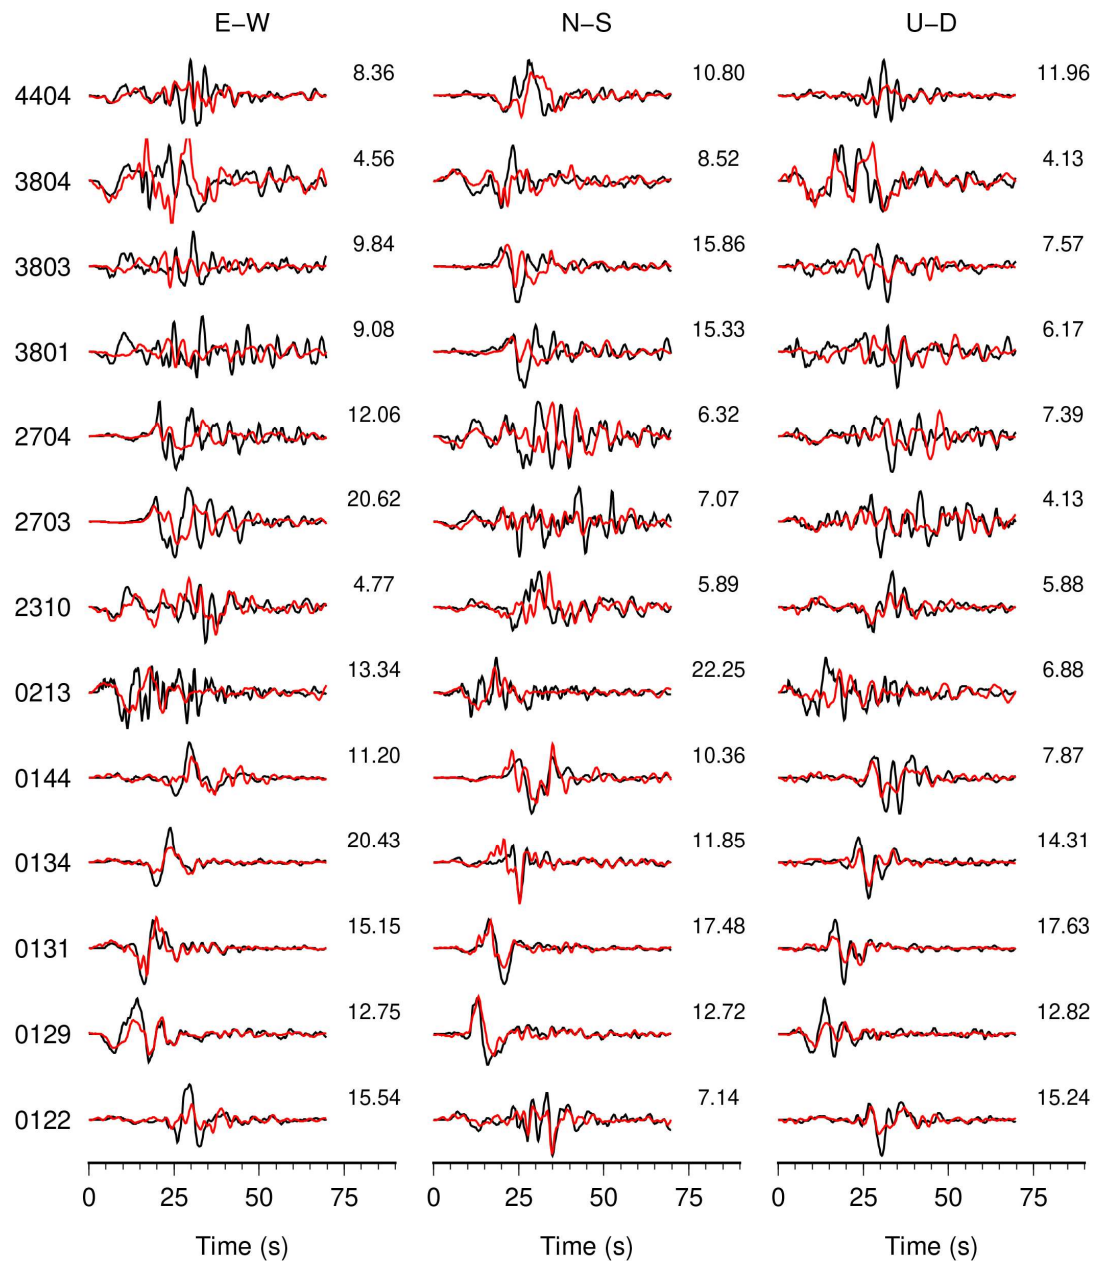 E–W N–S U–D
4404 8.36 10.80 11.96
3804 4.56 8.52 4.13
3803 9.84 15.86 7.57
3801 9.08 15.33 6.17
2704 12.06 6.32 7.39
2703 20.62 7.07 4.13
2310 4.77 5.89 5.88
0213 13.34 22.25 6.88
0144 11.20 10.36 7.87
0134 20.43 11.85 14.31
0131 15.15 17.48 17.63
0129 12.75 12.72 12.82
0122 15.54 7.14 15.24
0 25 50 75 0 25 50 75 0 25 50 75
Time (s) Time (s) Time (s)